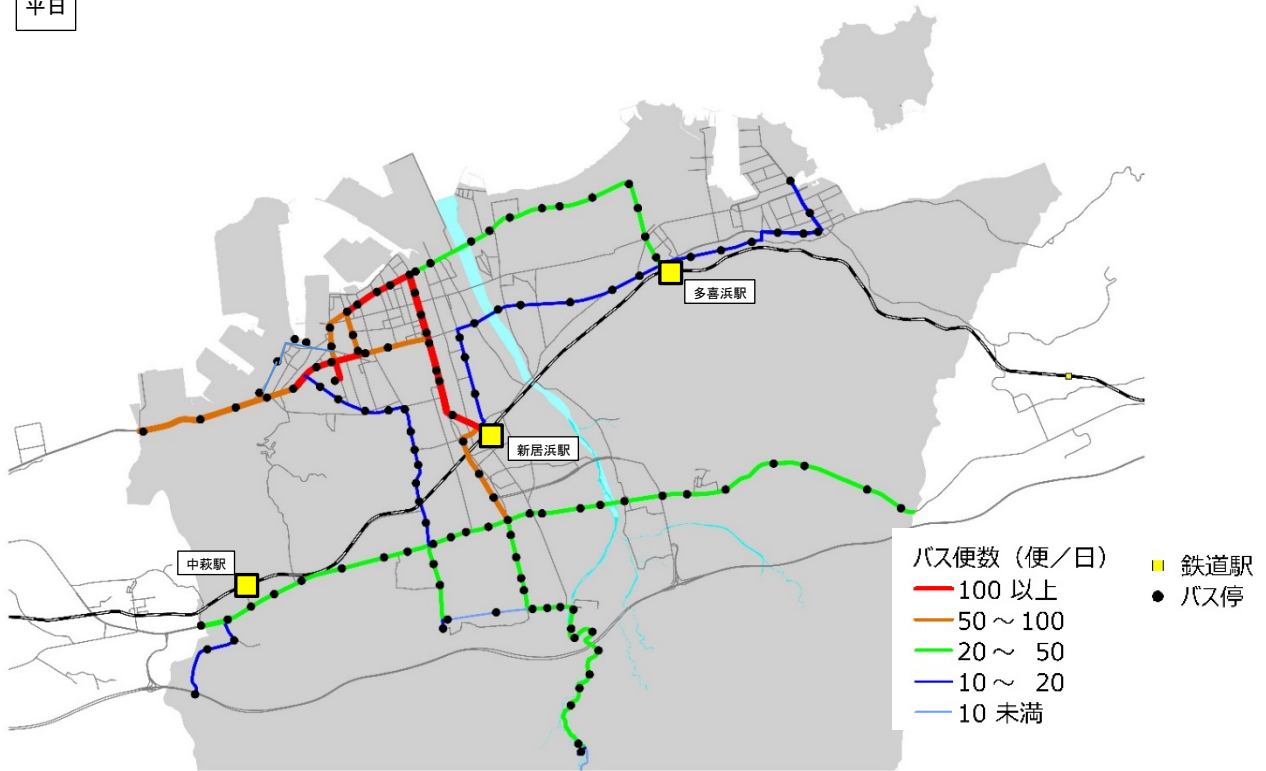 平日
多喜浜駅
新居浜駅
中萩駅
バス便数（便／日）
100 以上
50 ～ 100
20 ～ 50
10 ～ 20
10 未満
鉄道駅
バス停